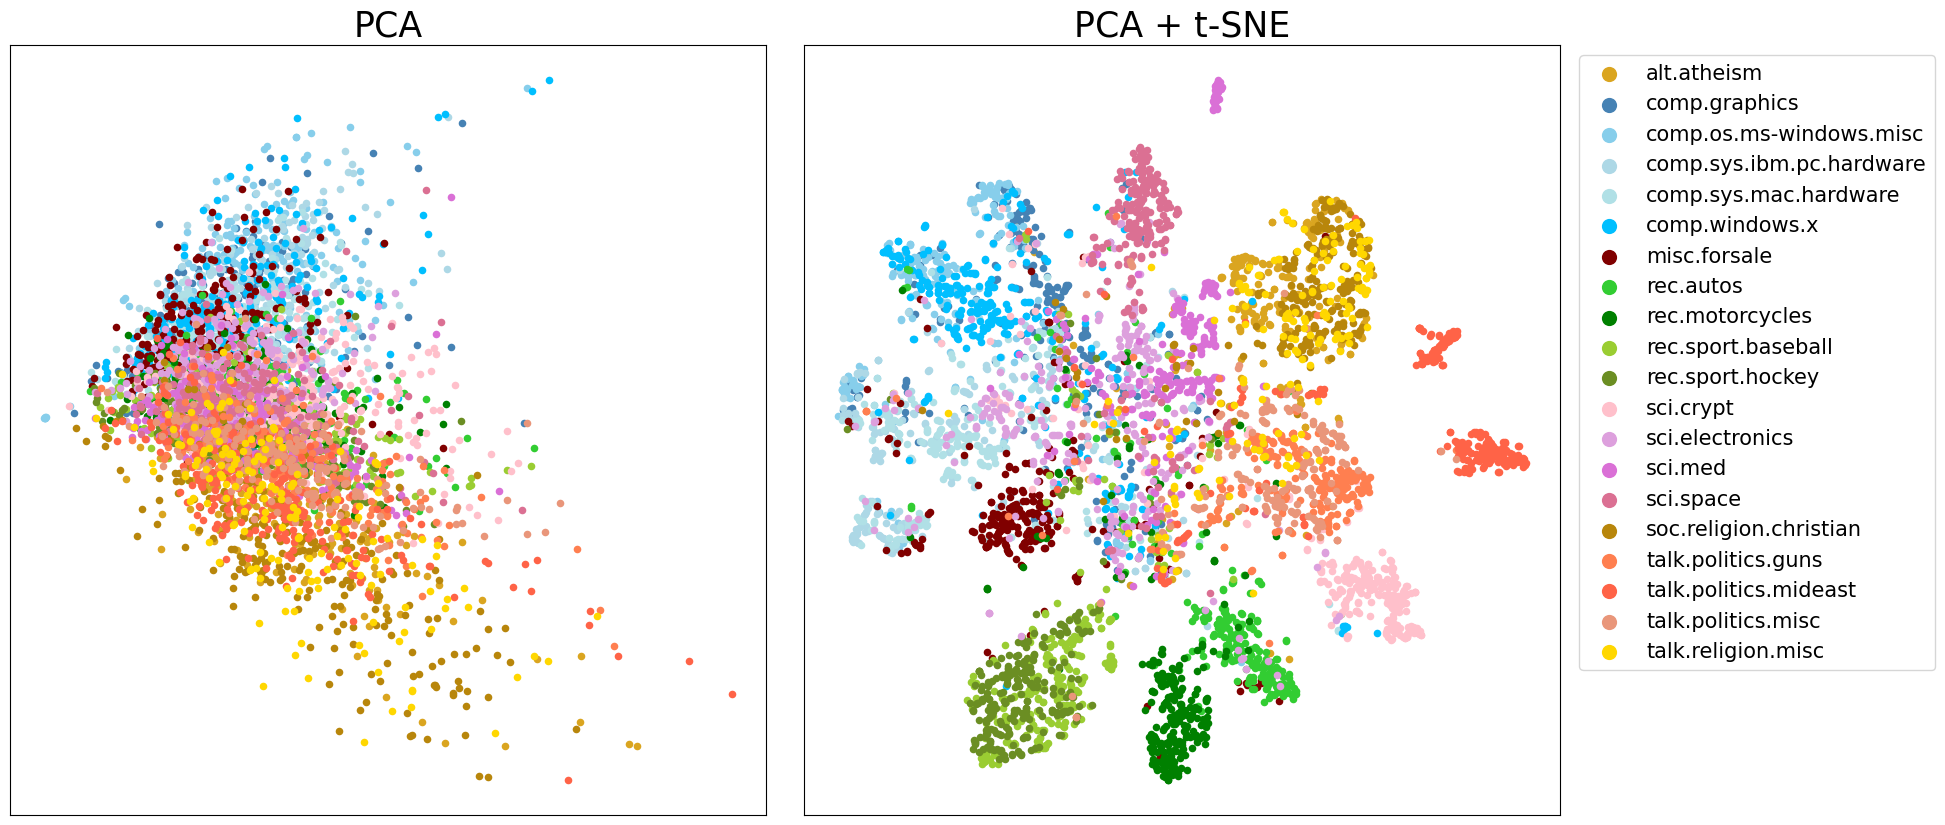 PCA
PCA + t-SNE
alt.atheism
comp.graphics
comp.os.ms-windows.misc
comp.sys.ibm.pc.hardware
comp.sys.mac.hardware
comp.windows.x
misc.forsale
rec.autos
rec.motorcycles
rec.sport.baseball
rec.sport.hockey
sci.crypt
sci.electronics
sci.med
sci.space
soc.religion.christian
talk.politics.guns
talk.politics.mideast
talk.politics.misc
talk.religion.misc